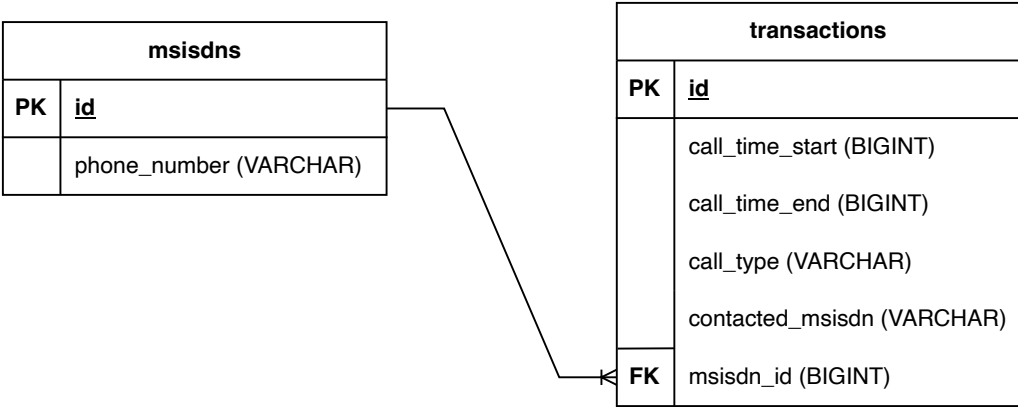 msisdns
PK id
phone_number (VARCHAR)
transactions
PK id
call_time_start (BIGINT)
call_time_end (BIGINT)
call_type (VARCHAR)
contacted_msisdn (VARCHAR)
FK msisdn_id (BIGINT)